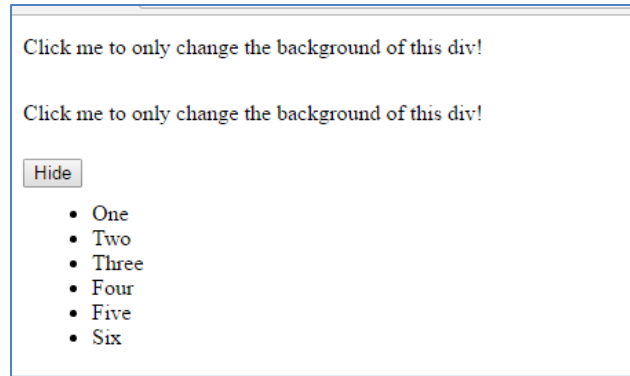 Click me to only change the background of this div!
Click me to only change the background of this div!
Hide
One
Two
Three
Four
Five
Six